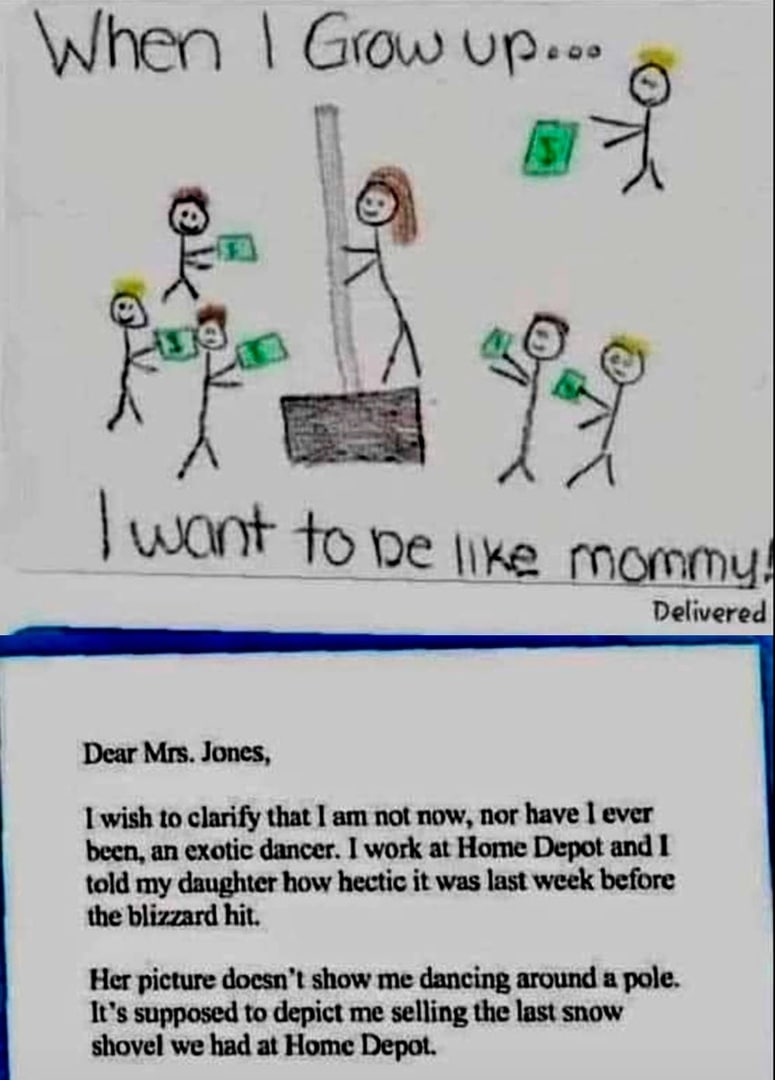 When I Grow up...
$
$
$
$
I want to be like mommy!
Delivered
Dear Mrs. Jones,
I wish to clarify that I am not now, nor have I ever
been, an exotic dancer. I work at Home Depot and I
told my daughter how hectic it was last week before
the blizzard hit.
Her picture doesn't show me dancing around a pole.
It's supposed to depict me selling the last snow
shovel we had at Home Depot.